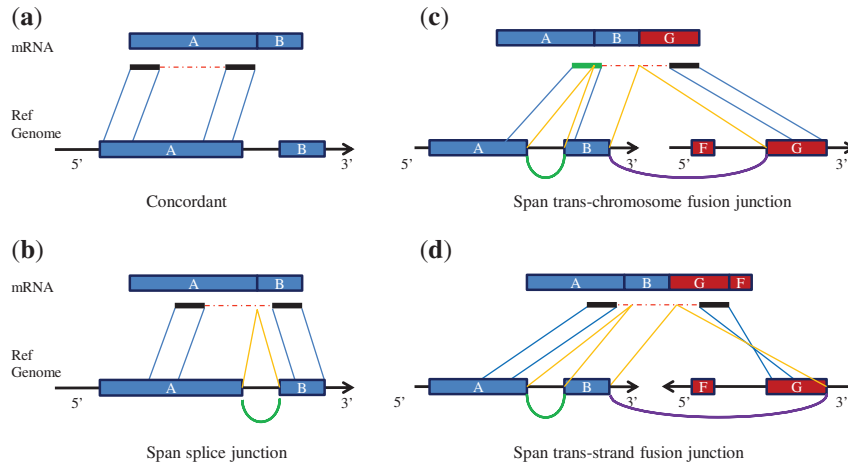 (a)
mRNA
A B
Ref
Genome
A B
5’ 3’
Concordant
(b)
mRNA
A B
Ref
Genome
A B
5’ 3’
Span splice junction
(c)
A B G
A B F G
5’ 3’ 5’ 3’
Span trans-chromosome fusion junction
(d)
A B G F
A B F G
5’ 3’ 5’ 3’
Span trans-strand fusion junction